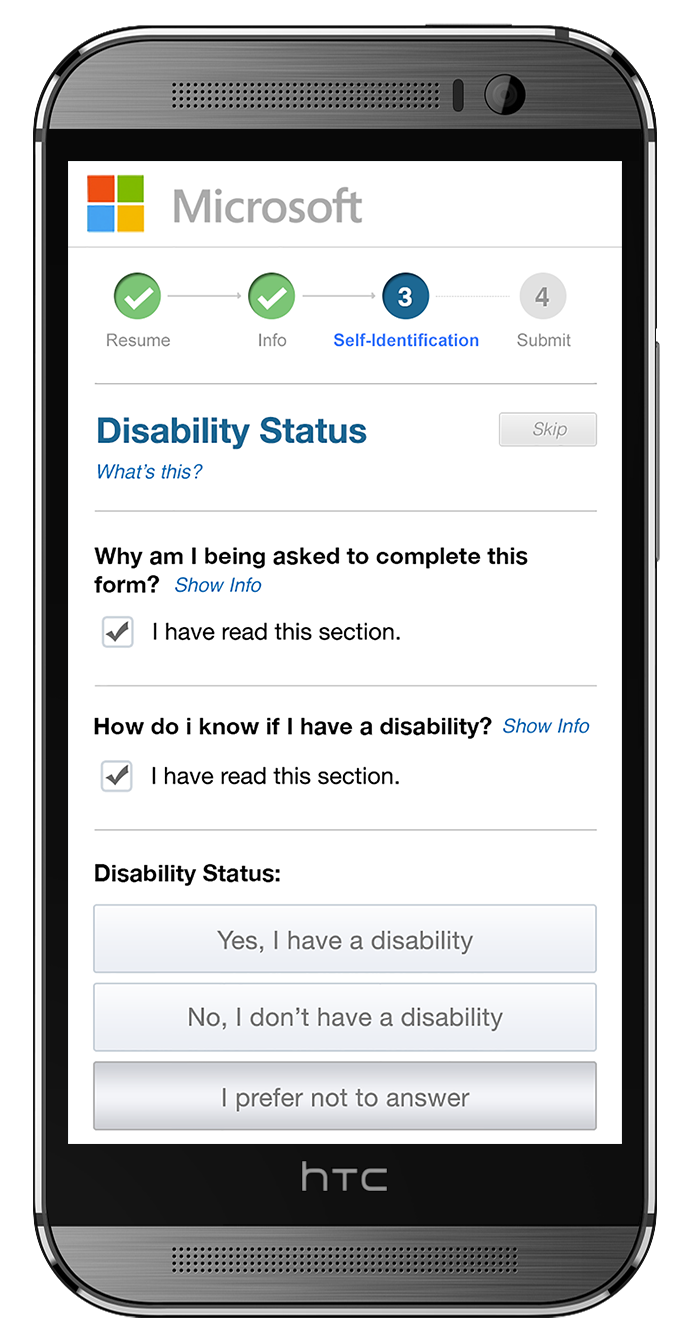 Microsoft
3
4
Resume
Info
Self-Identification
Submit
Disability Status
Skip
What's this?
Why am I being asked to complete this
form? Show Info
I have read this section.
How do i know if I have a disability? Show Info
I have read this section.
Disability Status:
Yes, I have a disability
No, I don't have a disability
I prefer not to answer
hTC